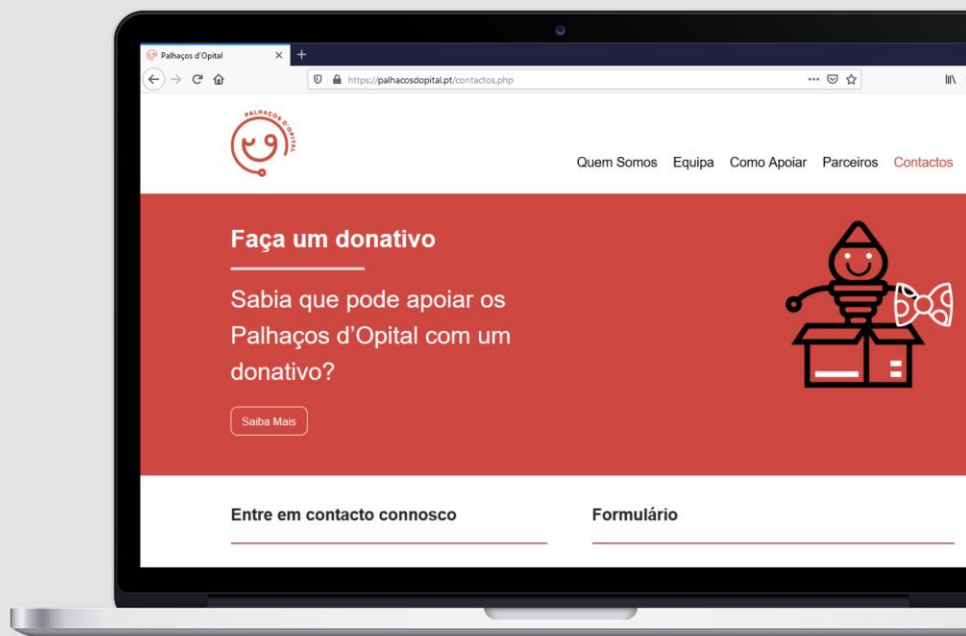 Palhaços d'Opital
https://palhacosdopital.pt/contactos.php
PALHAÇOS D'OPITAL
Quem Somos Equipa Como Apoiar Parceiros Contactos
Faça um donativo
Sabia que pode apoiar os
Palhaços d'Opital com um
donativo?
Saiba Mais
Entre em contacto connosco
Formulário